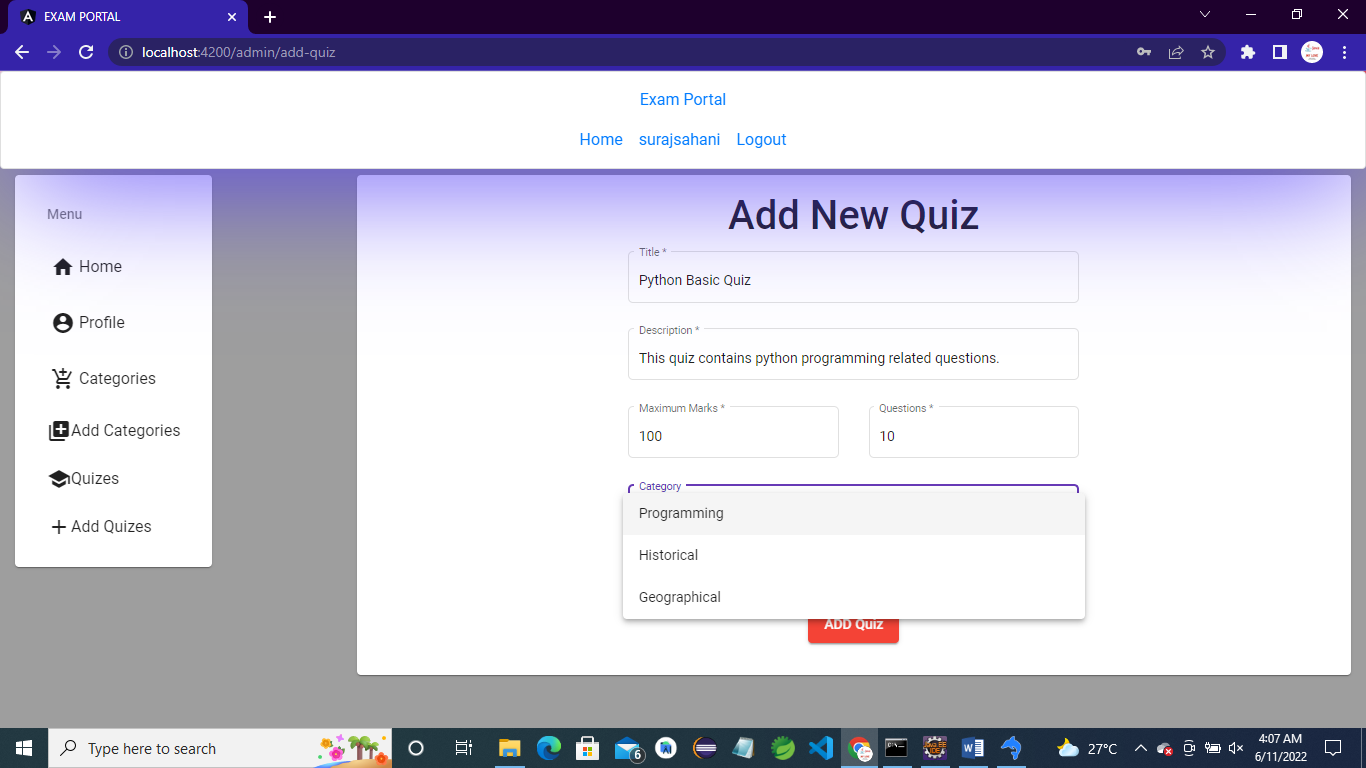 EXAM PORTAL
localhost:4200/admin/add-quiz
Exam Portal
Home surajsahani Logout
Menu
Home
Profile
Categories
Add Categories
Quizes
Add Quizes
Add New Quiz
Title *
Python Basic Quiz
Description *
This quiz contains python programming related questions.
Maximum Marks * Questions *
100 10
Category
Programming
Historical
Geographical
ADD Quiz
Type here to search
6
27°C
4:07 AM
6/11/2022